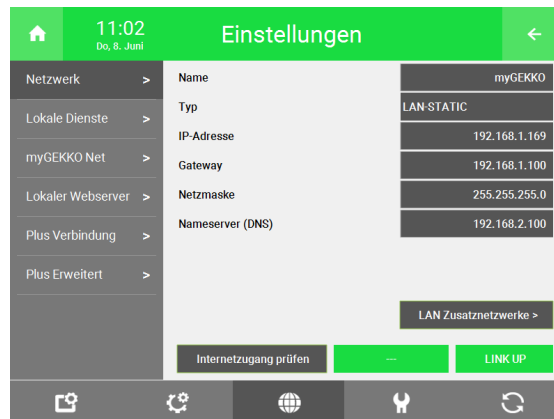 11:02
Do, 8. Juni
Einstellungen
Netzwerk >
Lokale Dienste >
myGEKKO Net >
Lokaler Webserver >
Plus Verbindung >
Plus Erweitert >
Name myGEKKO
Typ LAN-STATIC
IP-Adresse 192.168.1.169
Gateway 192.168.1.100
Netzmaske 255.255.255.0
Nameserver (DNS) 192.168.2.100
LAN Zusatznetzwerke >
Internetzugang prüfen --- LINK UP